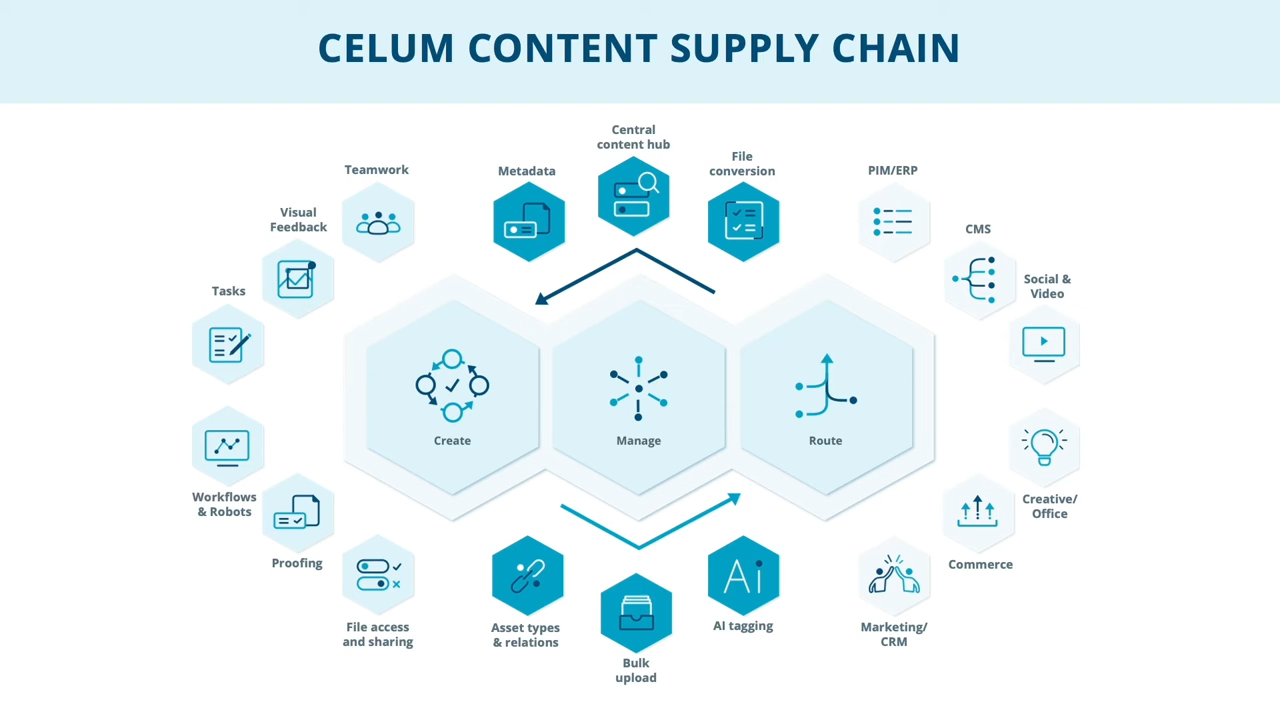 CELUM CONTENT SUPPLY CHAIN
Central
content hub
File
conversion
Metadata
Teamwork
PIM/ERP
Visual
Feedback
CMS
Tasks
Social &
Video
Create
Manage
Route
Workflows
& Robots
Creative/
Office
Proofing
Commerce
File access
and sharing
Asset types
& relations
Ai
AI tagging
Marketing/
CRM
Bulk
upload